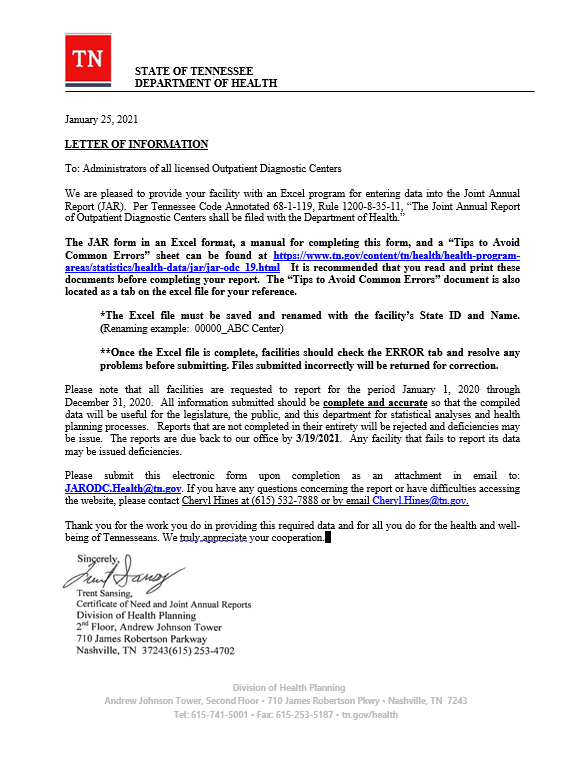 TN
STATE OF TENNESSEE
DEPARTMENT OF HEALTH
January 25, 2021
LETTER OF INFORMATION
To: Administrators of all licensed Outpatient Diagnostic Centers
We are pleased to provide your facility with an Excel program for entering data into the Joint Annual
Report (JAR). Per Tennessee Code Annotated 68-1-119, Rule 1200-8-35-11, “The Joint Annual Report
of Outpatient Diagnostic Centers shall be filed with the Department of Health.”
The JAR form in an Excel format, a manual for completing this form, and a “Tips to Avoid
Common Errors” sheet can be found at https://www.tn.gov/content/tn/health/health-program-
areas/statistics/health-data/jar/jar-odc_19.html It is recommended that you read and print these
documents before completing your report. The “Tips to Avoid Common Errors” document is also
located as a tab on the excel file for your reference.
*The Excel file must be saved and renamed with the facility’s State ID and Name.
(Renaming example: 00000_ABC Center)
**Once the Excel file is complete, facilities should check the ERROR tab and resolve any
problems before submitting. Files submitted incorrectly will be returned for correction.
Please note that all facilities are requested to report for the period January 1, 2020 through
December 31, 2020. All information submitted should be complete and accurate so that the compiled
data will be useful for the legislature, the public, and this department for statistical analyses and health
planning processes. Reports that are not completed in their entirety will be rejected and deficiencies may
be issue. The reports are due back to our office by 3/19/2021. Any facility that fails to report its data
may be issued deficiencies.
Please submit this electronic form upon completion as an attachment in email to:
JARODC.Health@tn.gov. If you have any questions concerning the report or have difficulties accessing
the website, please contact Cheryl Hines at (615) 532-7888 or by email Cheryl.Hines@tn.gov.
Thank you for the work you do in providing this required data and for all you do for the health and well-
being of Tennesseans. We truly appreciate your cooperation.
Sincerely,
Trent Sansing
Trent Sansing,
Certificate of Need and Joint Annual Reports
Division of Health Planning
2nd Floor, Andrew Johnson Tower
710 James Robertson Parkway
Nashville, TN 37243(615) 253-4702
Division of Health Planning
Andrew Johnson Tower, Second Floor • 710 James Robertson Pkwy • Nashville, TN 7243
Tel: 615-741-5001 • Fax: 615-253-5187 • tn.gov/health